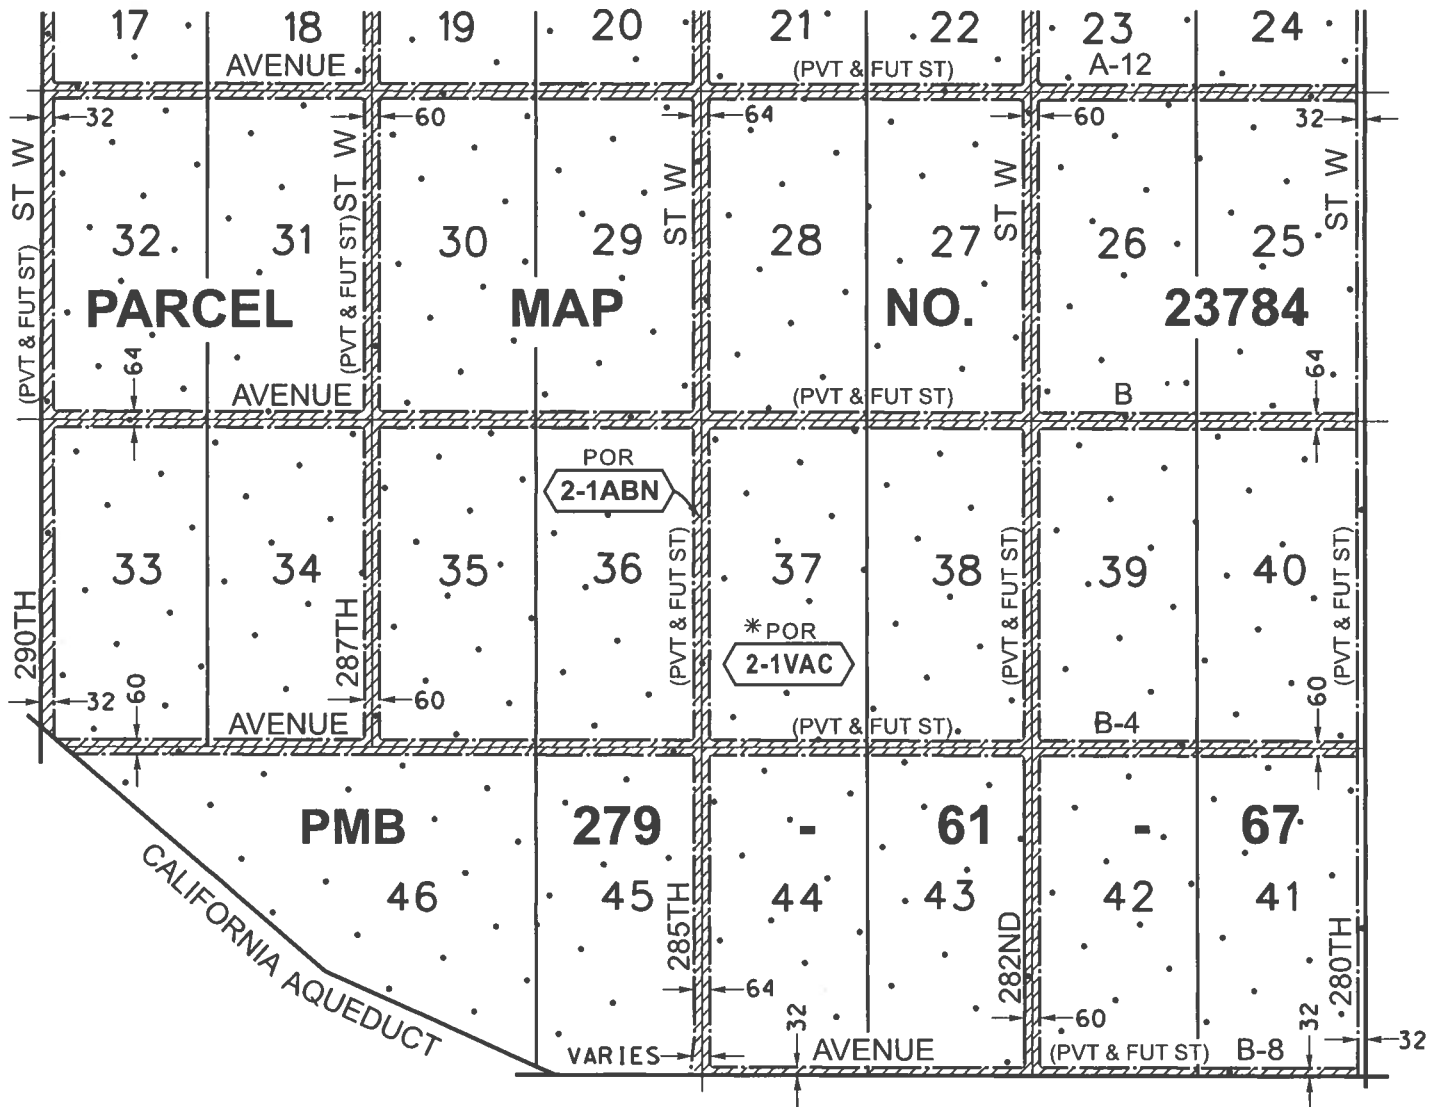 17 18 19 20 21 22 23 24
AVENUE (PVT & FUT ST) A-12
32 60 64 60 32
ST W ST W ST W ST W ST W
32 31 30 29 28 27 26 25
(PVT & FUT ST) (PVT & FUT ST)
PARCEL MAP NO. 23784
64 64
AVENUE (PVT & FUT ST) B
POR
2-1ABN
33 34 35 36 37 38 39 40
(PVT & FUT ST) (PVT & FUT ST) (PVT & FUT ST)
290TH 287TH
*POR
2-1VAC
32 60 60 60
AVENUE (PVT & FUT ST) B-4
PMB 279 - 61 - 67
46 45 44 43 42 41
285TH 282ND 280TH
CALIFORNIA AQUEDUCT
64 32 60 32 32
VARIES AVENUE (PVT & FUT ST) B-8